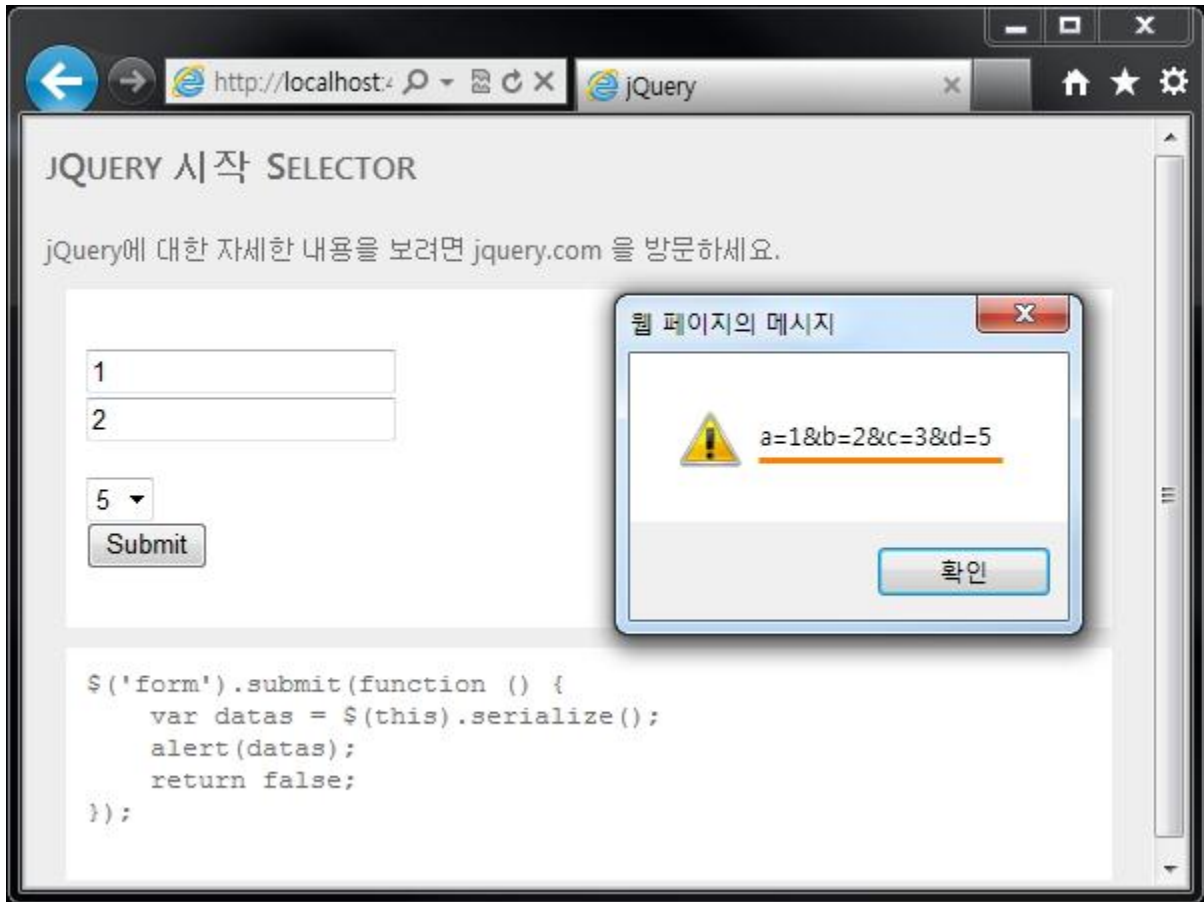 http://localhost:4
jQuery
JQUERY 시작 SELECTOR
jQuery에 대한 자세한 내용을 보려면 jquery.com 을 방문하세요.
1
2
5
Submit
웹 페이지의 메시지
a=1&b=2&c=3&d=5
확인
$('form').submit(function () {
    var datas = $(this).serialize();
    alert(datas);
    return false;
});